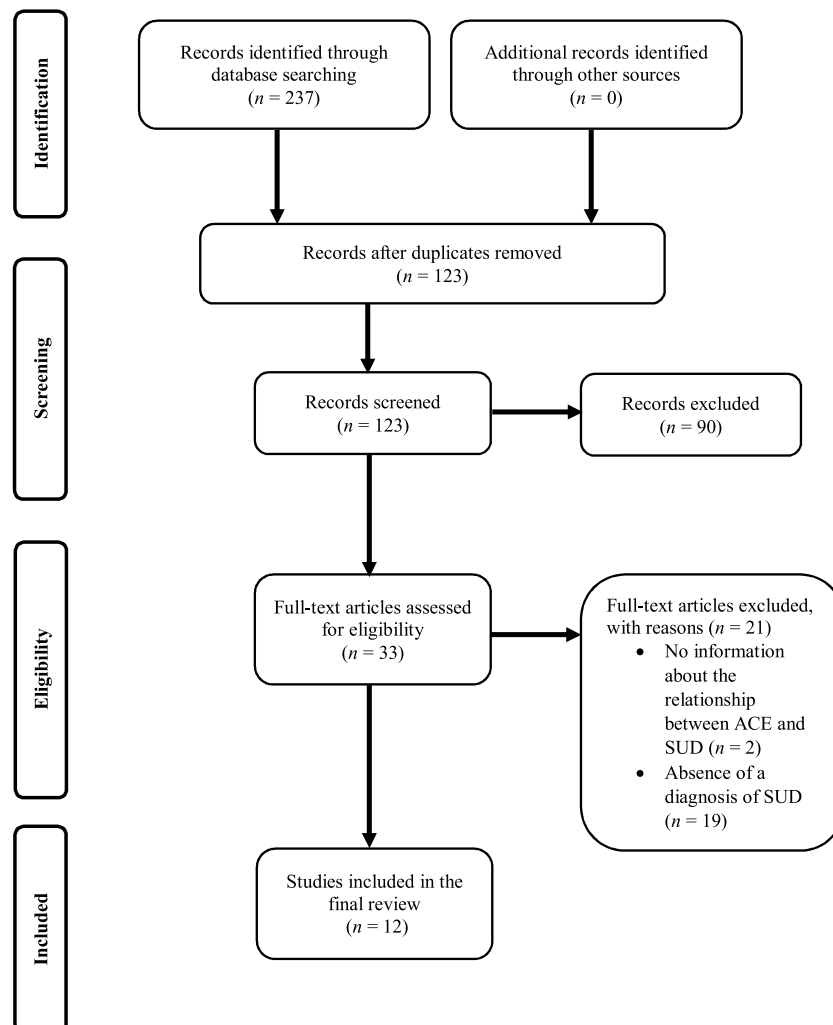 Identification
Records identified through
database searching
(n = 237)
Additional records identified
through other sources
(n = 0)
Records after duplicates removed
(n = 123)
Screening
Records screened
(n = 123)
Records excluded
(n = 90)
Eligibility
Full-text articles assessed
for eligibility
(n = 33)
Full-text articles excluded,
with reasons (n = 21)
• No information
about the
relationship
between ACE and
SUD (n = 2)
• Absence of a
diagnosis of SUD
(n = 19)
Included
Studies included in the
final review
(n = 12)